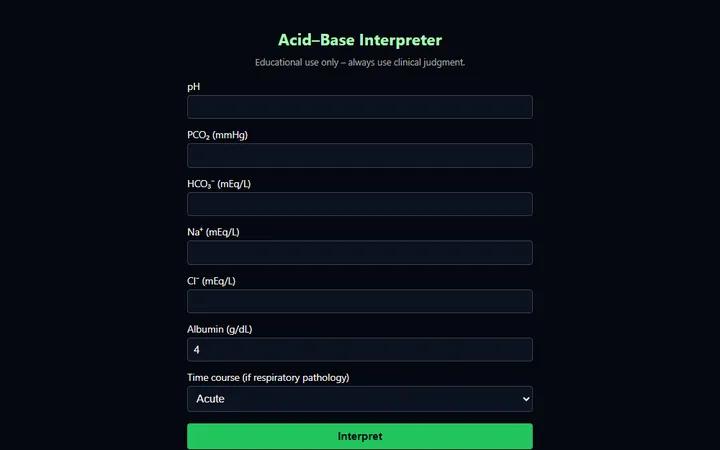 Acid–Base Interpreter
Educational use only – always use clinical judgment.
pH
PCO₂ (mmHg)
HCO₃⁻ (mEq/L)
Na⁺ (mEq/L)
Cl⁻ (mEq/L)
Albumin (g/dL)
4
Time course (if respiratory pathology)
Acute
Interpret